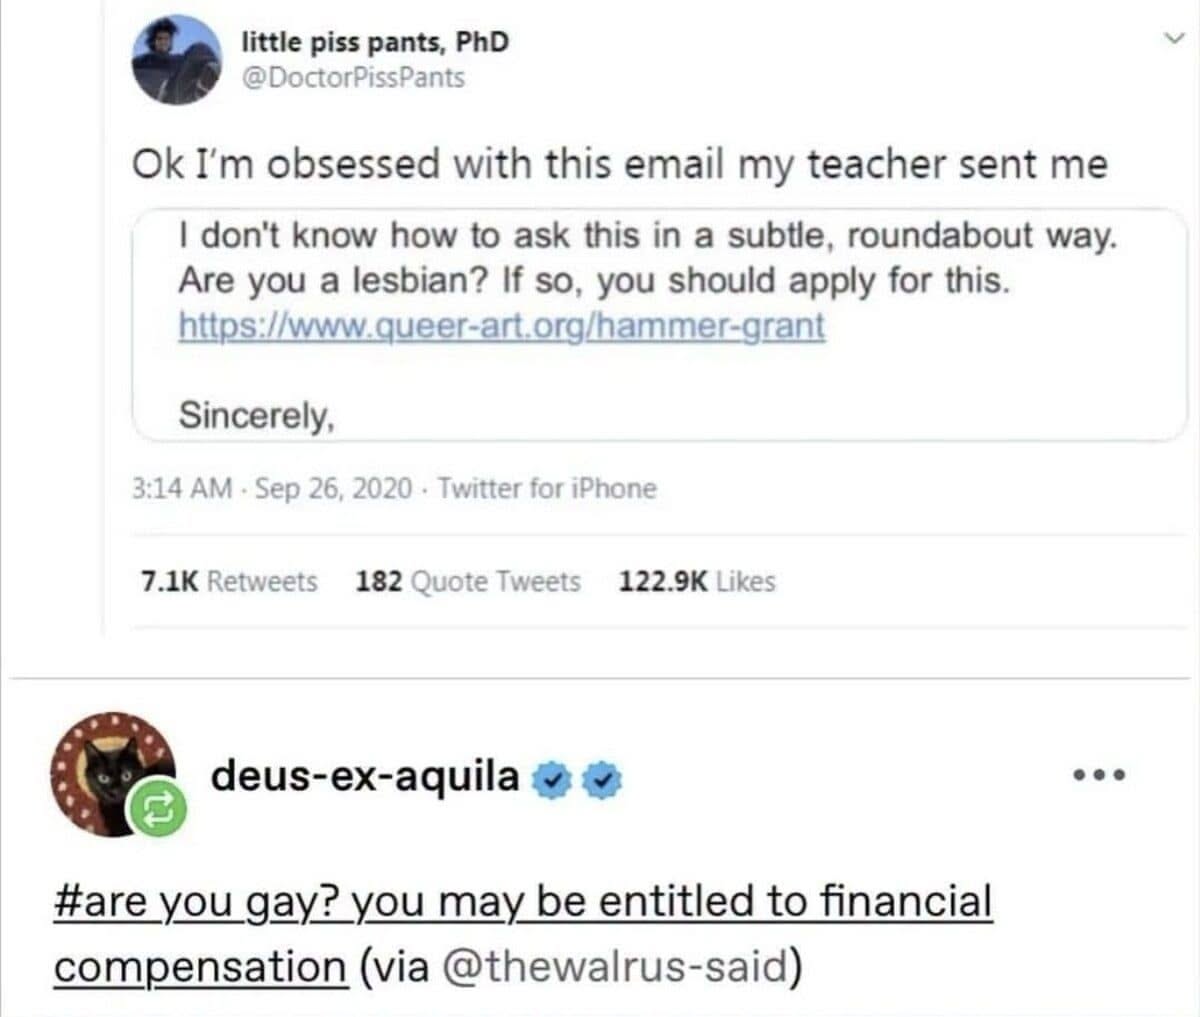 little piss pants, PhD
@DoctorPissPants
Ok I'm obsessed with this email my teacher sent me
I don't know how to ask this in a subtle, roundabout way.
Are you a lesbian? If so, you should apply for this.
https://www.queer-art.org/hammer-grant
Sincerely,
3:14 AM · Sep 26, 2020 · Twitter for iPhone
7.1K Retweets 182 Quote Tweets 122.9K Likes
deus-ex-aquila
#are you gay? you may be entitled to financial
compensation (via @thewalrus-said)